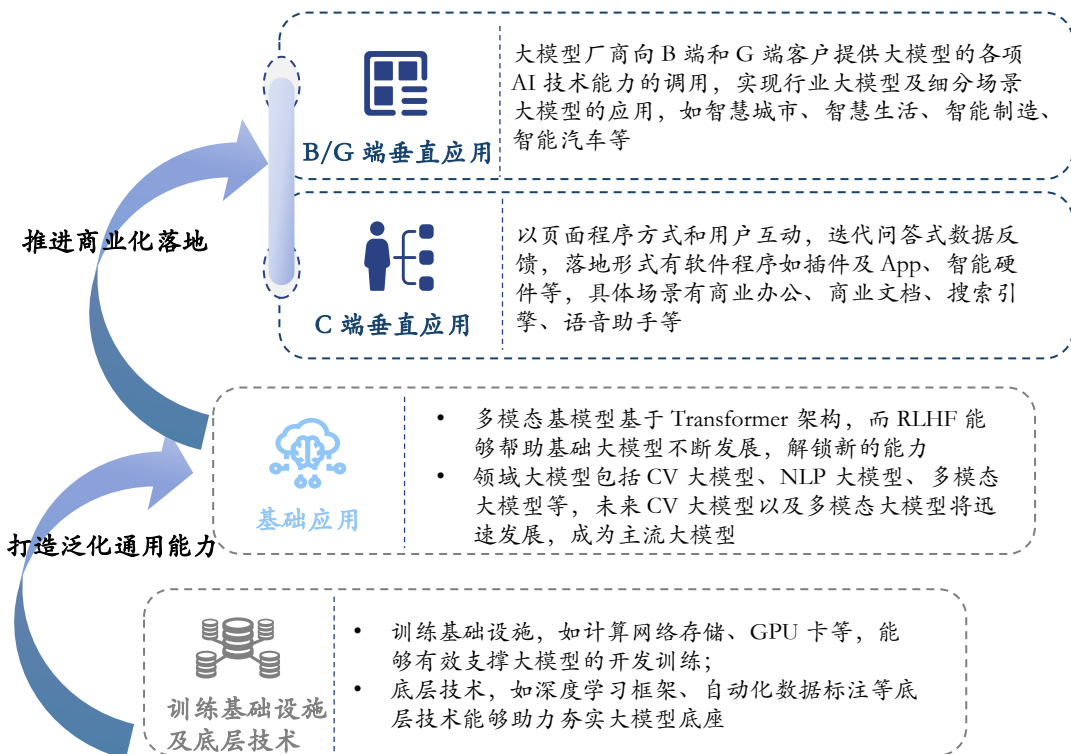 大模型厂商向 B 端和 G 端客户提供大模型的各项
AI 技术能力的调用，实现行业大模型及细分场景
大模型的应用，如智慧城市、智慧生活、智能制造、
智能汽车等
B/G 端垂直应用
推进商业化落地
以页面程序方式和用户互动，迭代问答式数据反
馈，落地形式有软件程序如插件及 App、智能硬
件等，具体场景有商业办公、商业文档、搜索引
擎、语音助手等
C 端垂直应用
• 多模态基模型基于 Transformer 架构，而 RLHF 能
够帮助基础大模型不断发展，解锁新的能力
• 领域大模型包括 CV 大模型、NLP 大模型、多模态
大模型等，未来 CV 大模型以及多模态大模型将迅
速发展，成为主流大模型
基础应用
打造泛化通用能力
• 训练基础设施，如计算网络存储、GPU 卡等，能
够有效支撑大模型的开发训练；
• 底层技术，如深度学习框架、自动化数据标注等底
层技术能够助力夯实大模型底座
训练基础设施
及底层技术